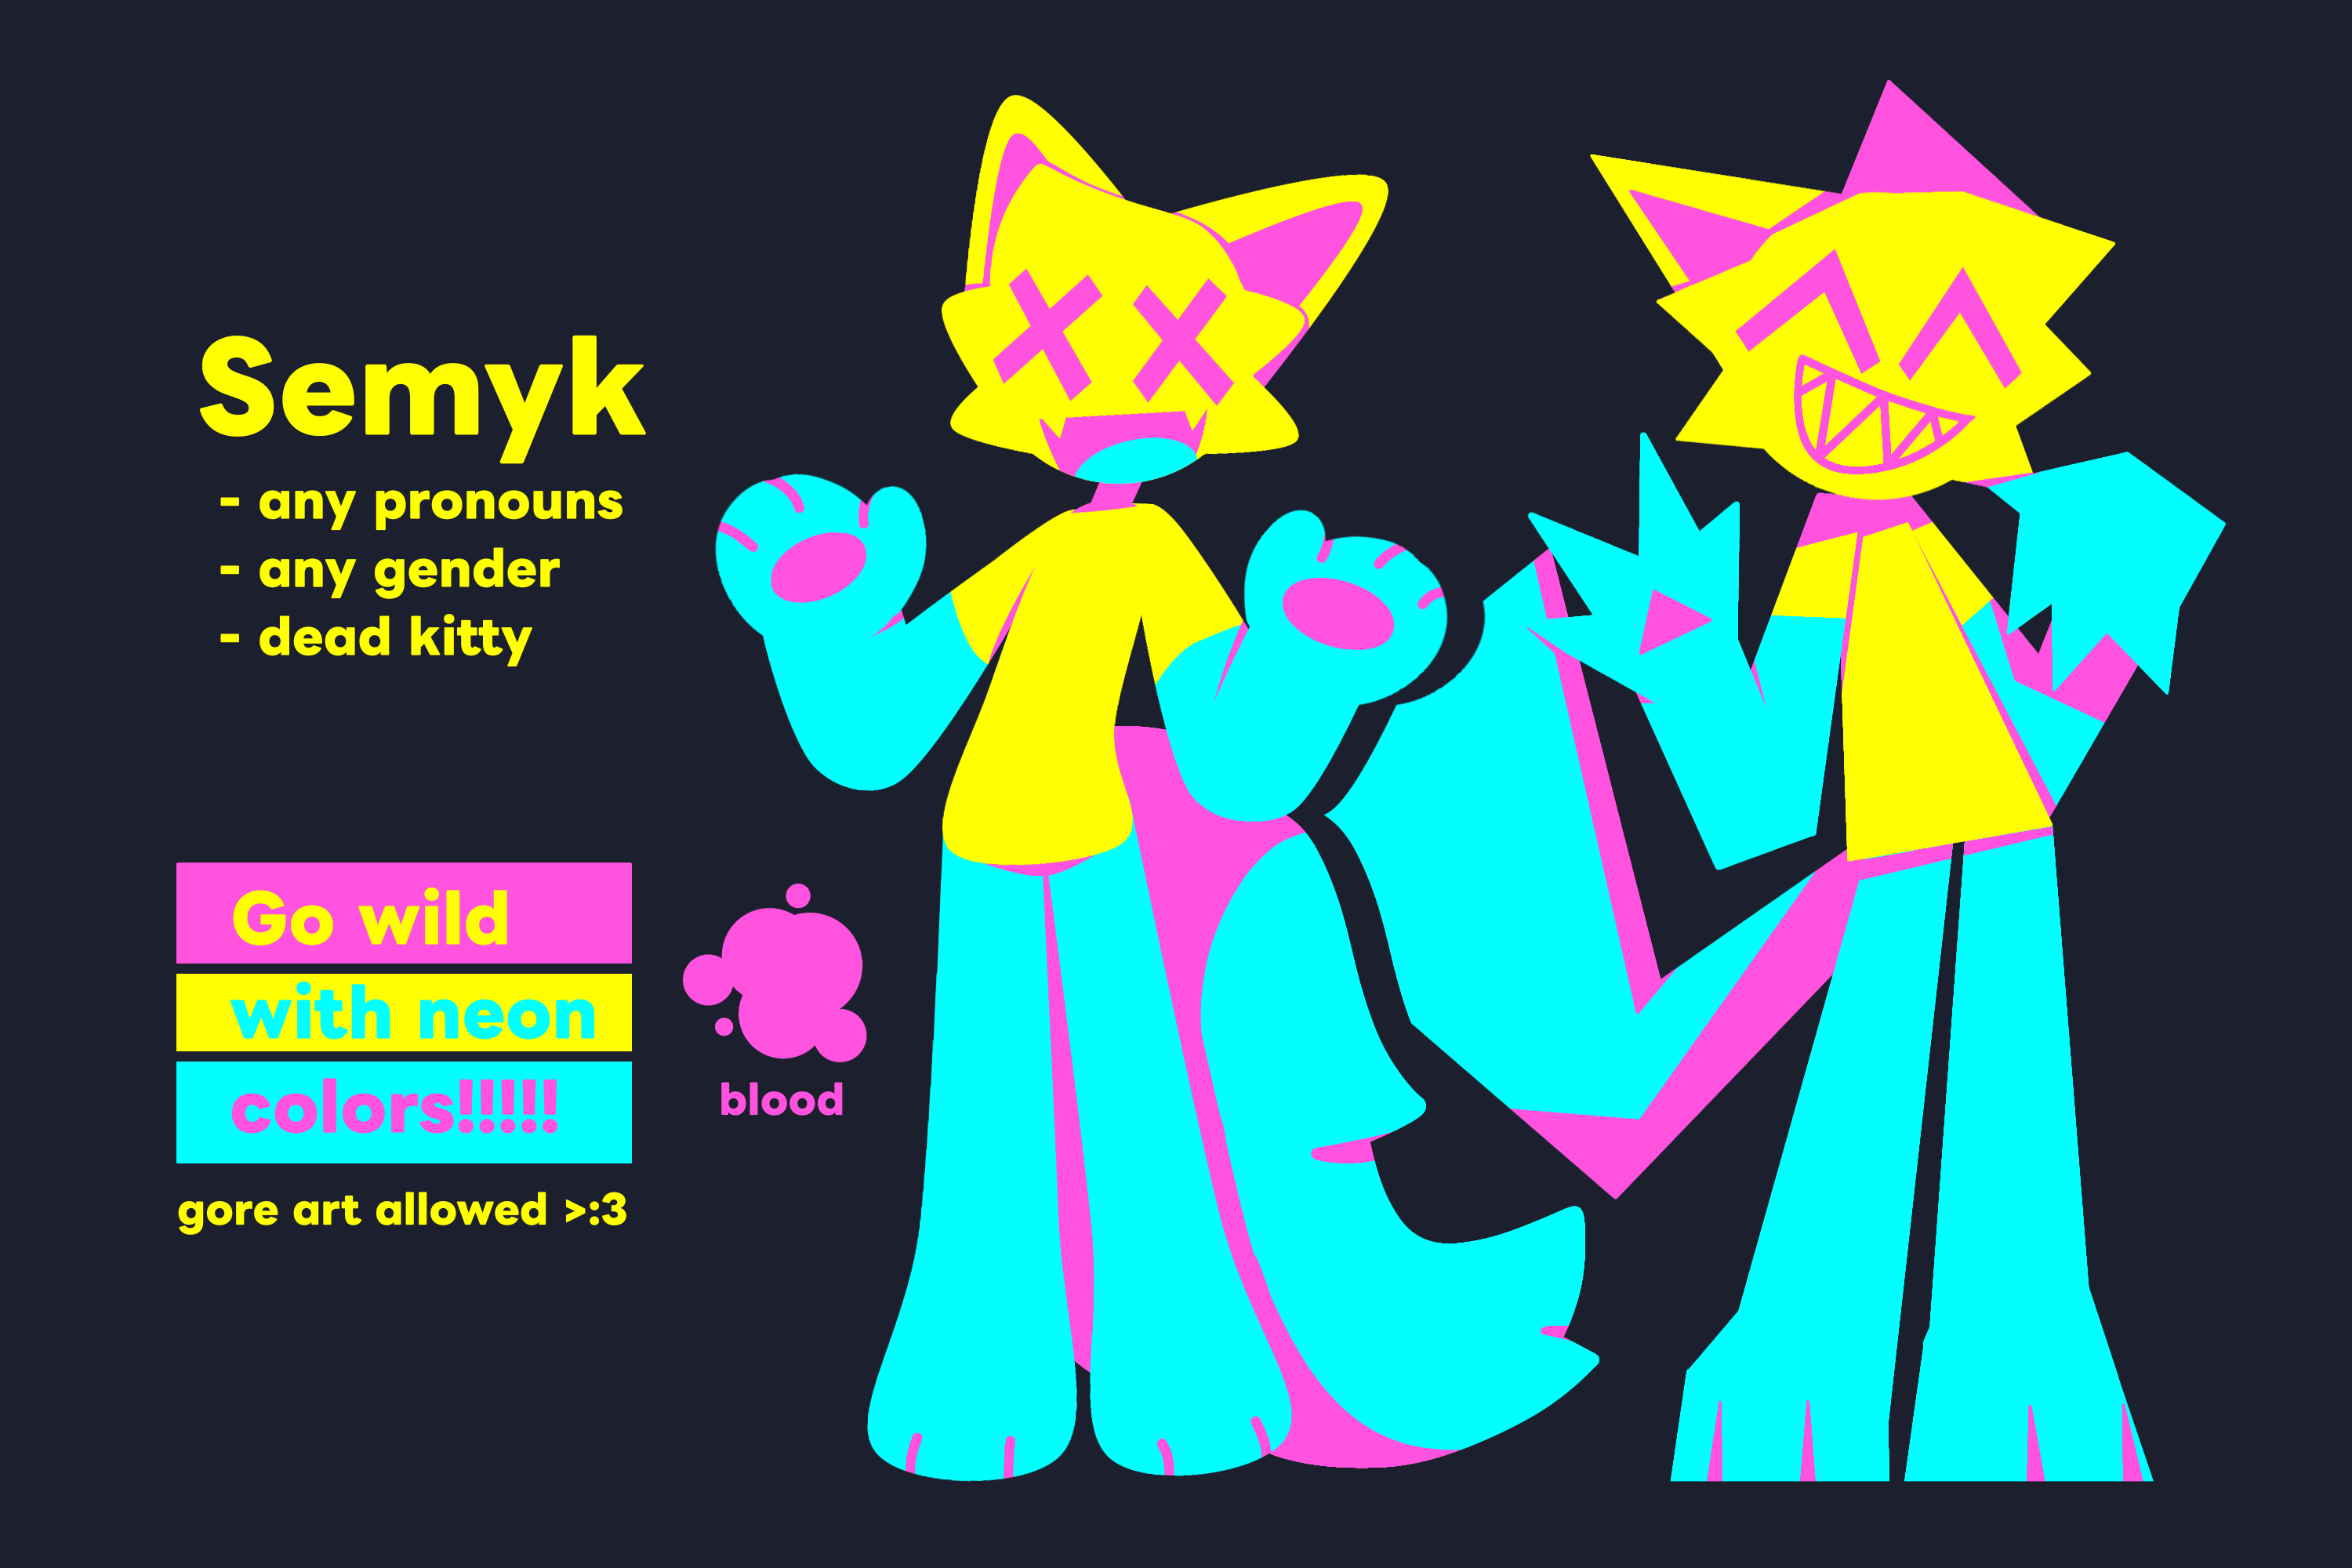 Semyk
- any pronouns
- any gender
- dead kitty
Go wild
with neon
colors!!!!!
blood
gore art allowed >:3